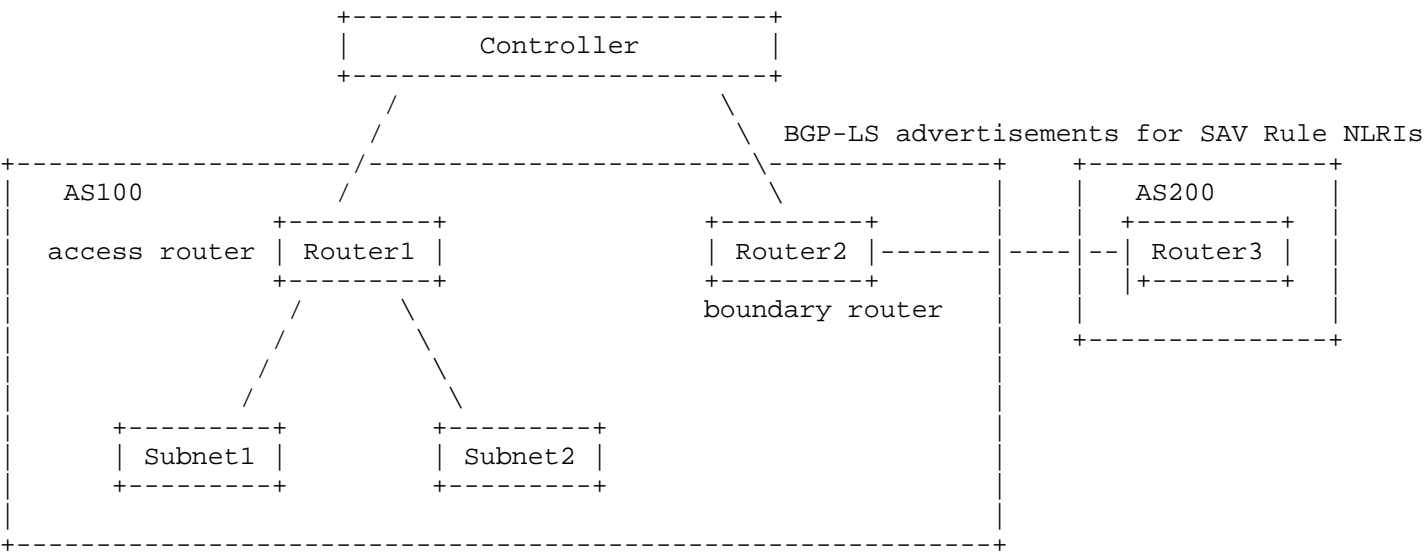 Controller
BGP-LS advertisements for SAV Rule NLRIs
AS100 AS200
access router Router1 Router2 Router3
boundary router
Subnet1 Subnet2